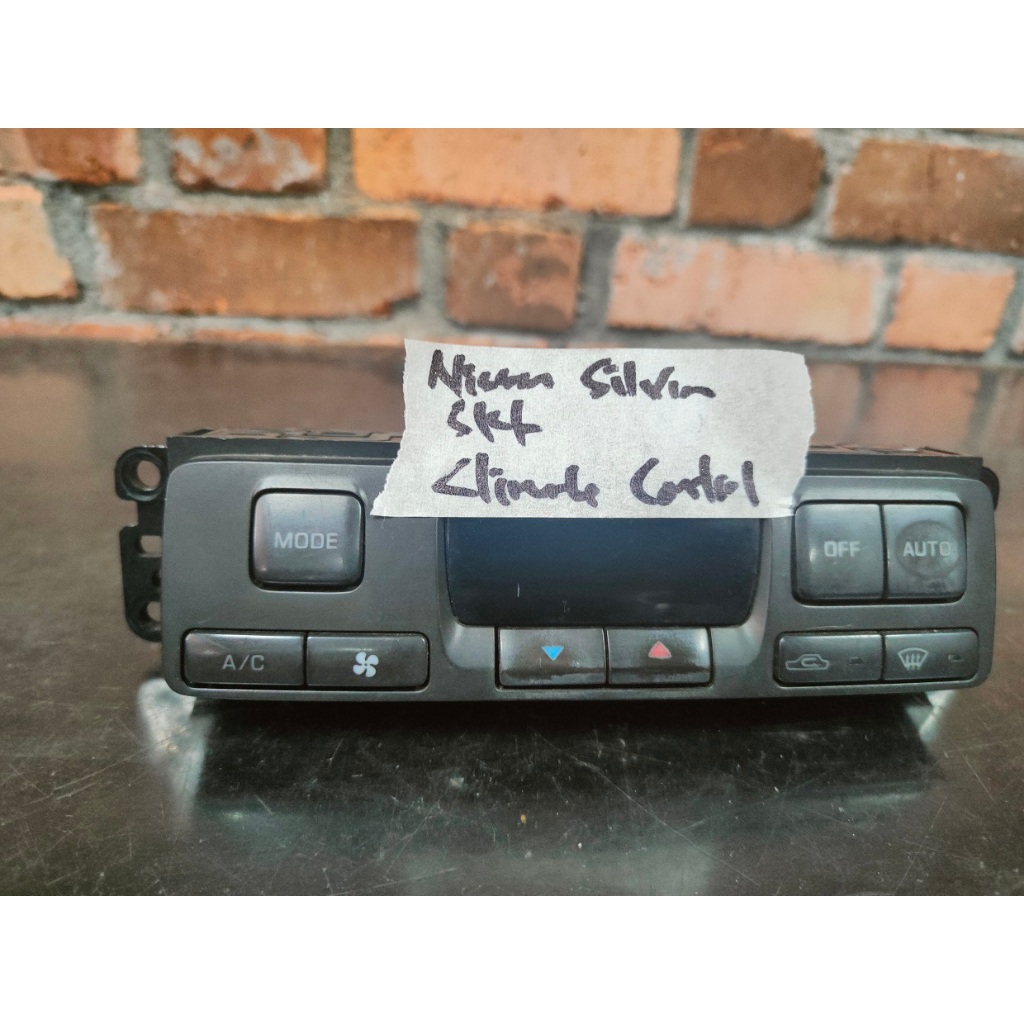 Nissan Silvia
S14
Climate Control
MODE
OFF
AUTO
A/C